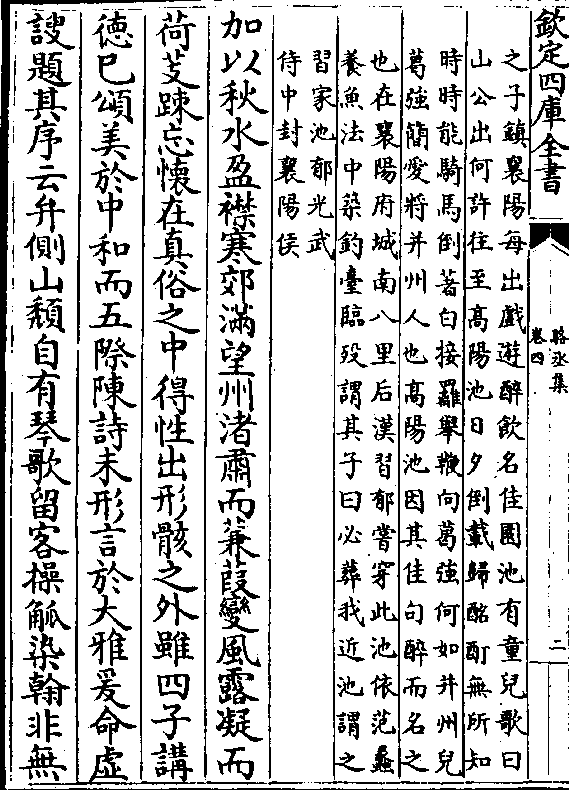 欽定四庫全書
駱丞集
卷四
二
之子鎮襄陽每出戲遊醉飲名佳園池有童兒歌曰
山公出何許往至髙陽池日夕倒載歸酩酊無所知
時時能騎馬倒著白接䍦舉鞭向葛強何如并州兒
葛強簡愛將并州人也髙陽池因其佳句醉而名之
也在襄陽府城南八里后漢習郁嘗穿此池依范蠡
養魚法中築釣臺臨殁謂其子曰必葬我近池謂之
習家池郁光武
侍中封襄陽侯
加以秋水盈襟寒郊滿望州渚肅而蒹葭變風露凝而
荷芰踈忘懷在真俗之中得性出形骸之外雖四子講
德已頌美於中和而五際陳詩未形言於大雅爰命虛
謏題其序云弁側山頽自有琴歌留客操觚染翰非無